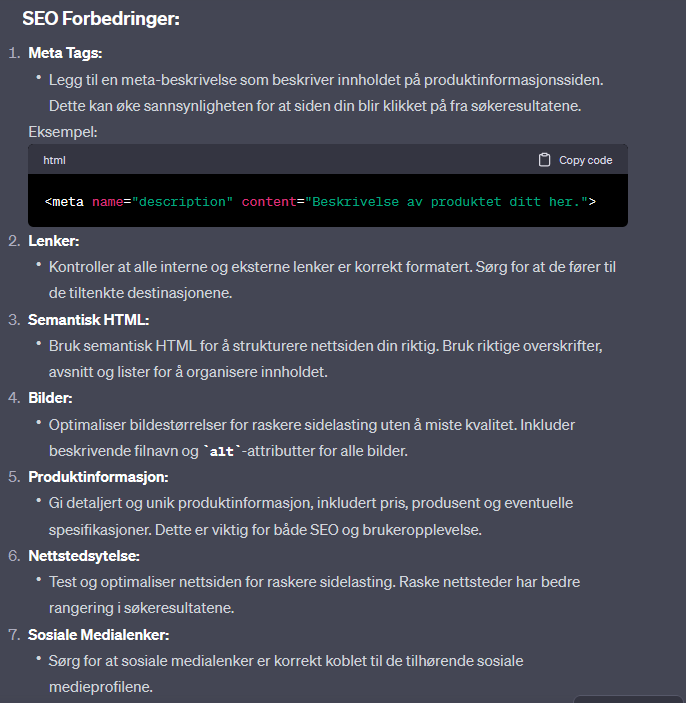 SEO Forbedringer:
1. Meta Tags:
• Legg til en meta-beskrivelse som beskriver innholdet på produktinformasjonssiden.
Dette kan øke sannsynligheten for at siden din blir klikket på fra søkeresultatene.
Eksempel:
html Copy code
<meta name="description" content="Beskrivelse av produktet ditt her.">
2. Lenker:
• Kontroller at alle interne og eksterne lenker er korrekt formatert. Sørg for at de fører til
de tiltenkte destinasjonene.
3. Semantisk HTML:
• Bruk semantisk HTML for å strukturere nettsiden din riktig. Bruk riktige overskrifter,
avsnitt og lister for å organisere innholdet.
4. Bilder:
• Optimaliser bildestørrelser for raskere sidelasting uten å miste kvalitet. Inkluder
beskrivende filnavn og `alt`-attributter for alle bilder.
5. Produktinformasjon:
• Gi detaljert og unik produktinformasjon, inkludert pris, produsent og eventuelle
spesifikasjoner. Dette er viktig for både SEO og brukeropplevelse.
6. Nettstedsytelse:
• Test og optimaliser nettsiden for raskere sidelasting. Raske nettsteder har bedre
rangering i søkeresultatene.
7. Sosiale Medialenker:
• Sørg for at sosiale medialenker er korrekt koblet til de tilhørende sosiale
medieprofilene.